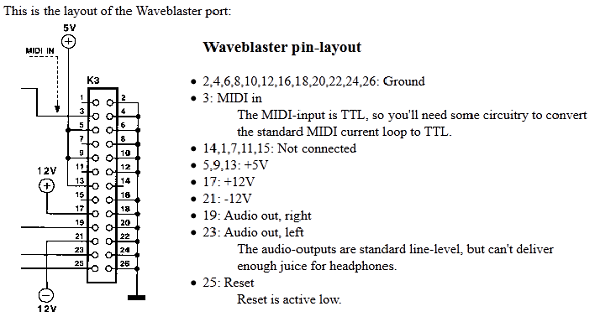 This is the layout of the Waveblaster port:
5V
MIDI IN
K3
1 2
3 4
5 6
7 8
9 10
11 12
12V
13 14
15 16
17 18
19 20
21 22
23 24
25 26
12V
Waveblaster pin-layout
2,4,6,8,10,12,16,18,20,22,24,26: Ground
3: MIDI in
The MIDI-input is TTL, so you'll need some circuitry to convert
the standard MIDI current loop to TTL.
14,1,7,11,15: Not connected
5,9,13: +5V
17: +12V
21: -12V
19: Audio out, right
23: Audio out, left
The audio-outputs are standard line-level, but can't deliver
enough juice for headphones.
25: Reset
Reset is active low.